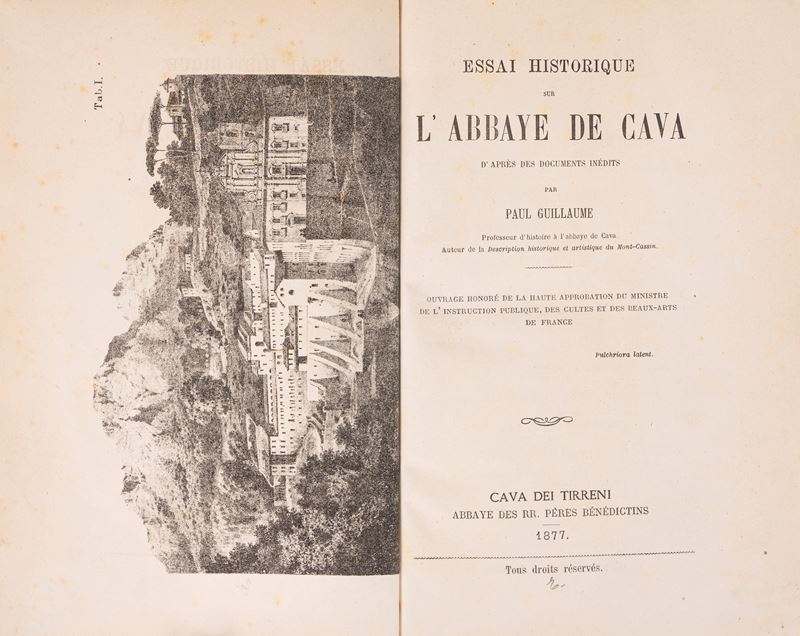 Tab.I.
ESSAI HISTORIQUE
SUR
L' ABBAYE DE CAVA
D' APRÈS DES DOCUMENTS INÉDITS
PAR
PAUL GUILLAUME
Professeur d'histoire à l'abbaye de Cava
Auteur de la Description historique et artistique du Mont-Cassin.
OUVRAGE HONORÉ DE LA HAUTE APPROBATION DU MINISTRE
DE L' INSTRUCTION PUBLIQUE, DES CULTES ET DES BEAUX-ARTS
DE FRANCE
Pulchriora latent.
CAVA DEI TIRRENI
ABBAYE DES RR. PÈRES BÉNÉDICTINS
1877.
Tous droits réservés.